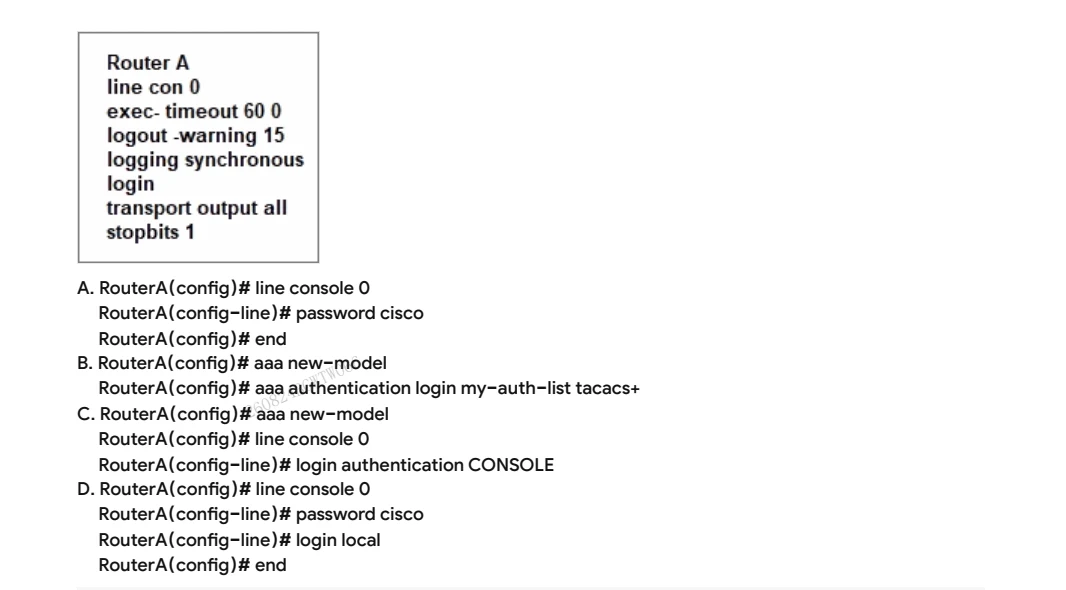 Router A
line con 0
exec- timeout 60 0
logout -warning 15
logging synchronous
login
transport output all
stopbits 1
A. RouterA(config)# line console 0
RouterA(config-line)# password cisco
RouterA(config)# end
B. RouterA(config)# aaa new-model
RouterA(config)# aaa authentication login my-auth-list tacacs+
C. RouterA(config)# aaa new-model
RouterA(config)# line console 0
RouterA(config-line)# login authentication CONSOLE
D. RouterA(config)# line console 0
RouterA(config-line)# password cisco
RouterA(config-line)# login local
RouterA(config)# end